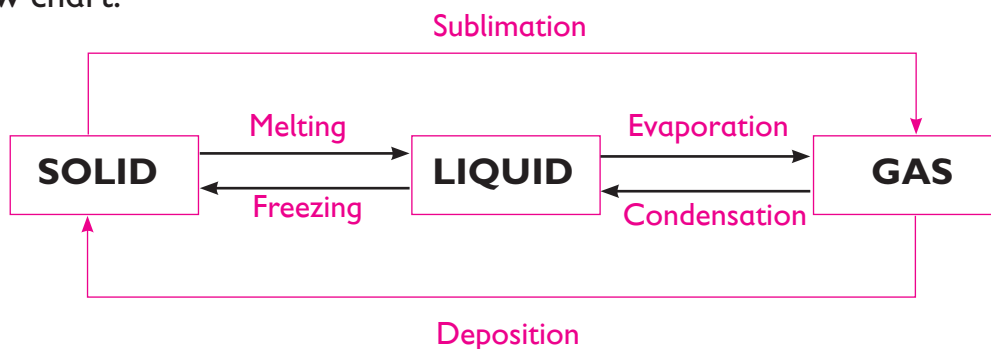 chart.
Sublimation
Melting
Evaporation
SOLID
LIQUID
GAS
Freezing
Condensation
Deposition